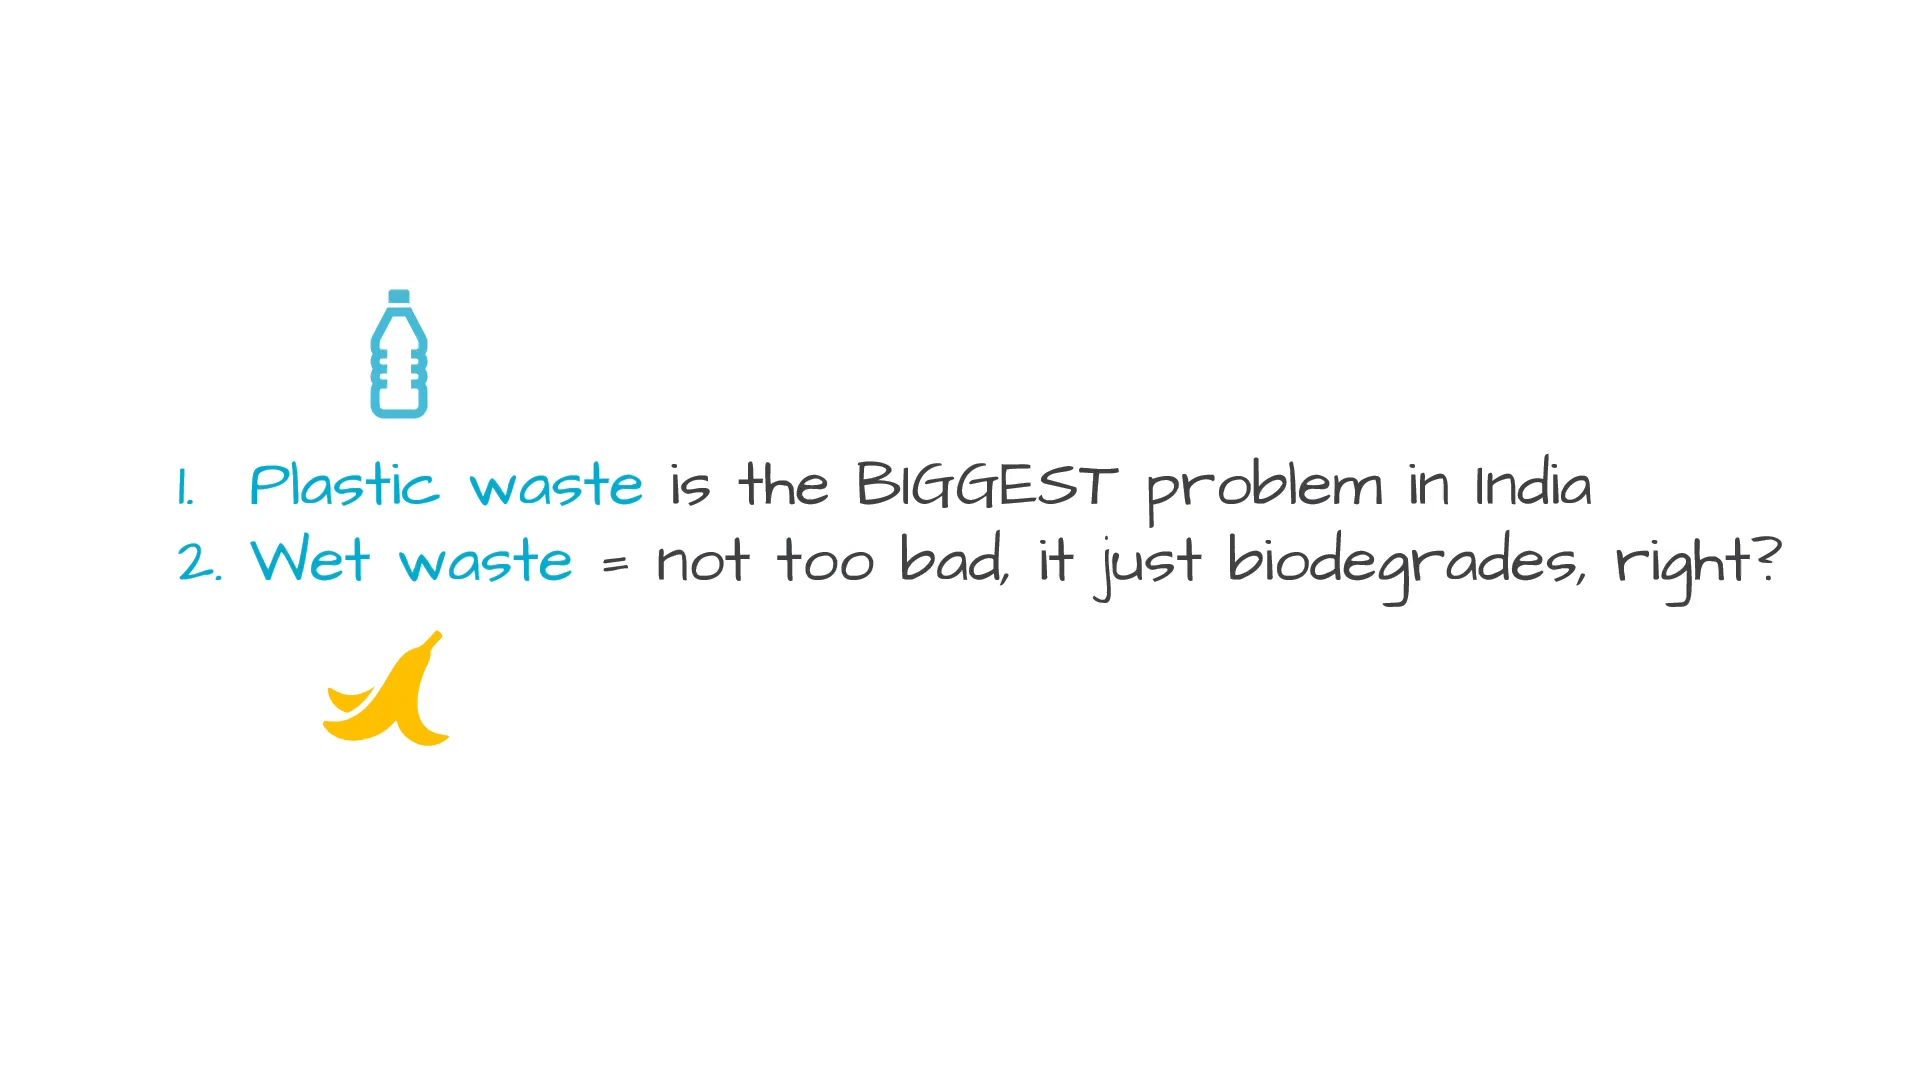 1. Plastic waste is the BIGGEST problem in India
2. Wet waste = not too bad, it just biodegrades, right?